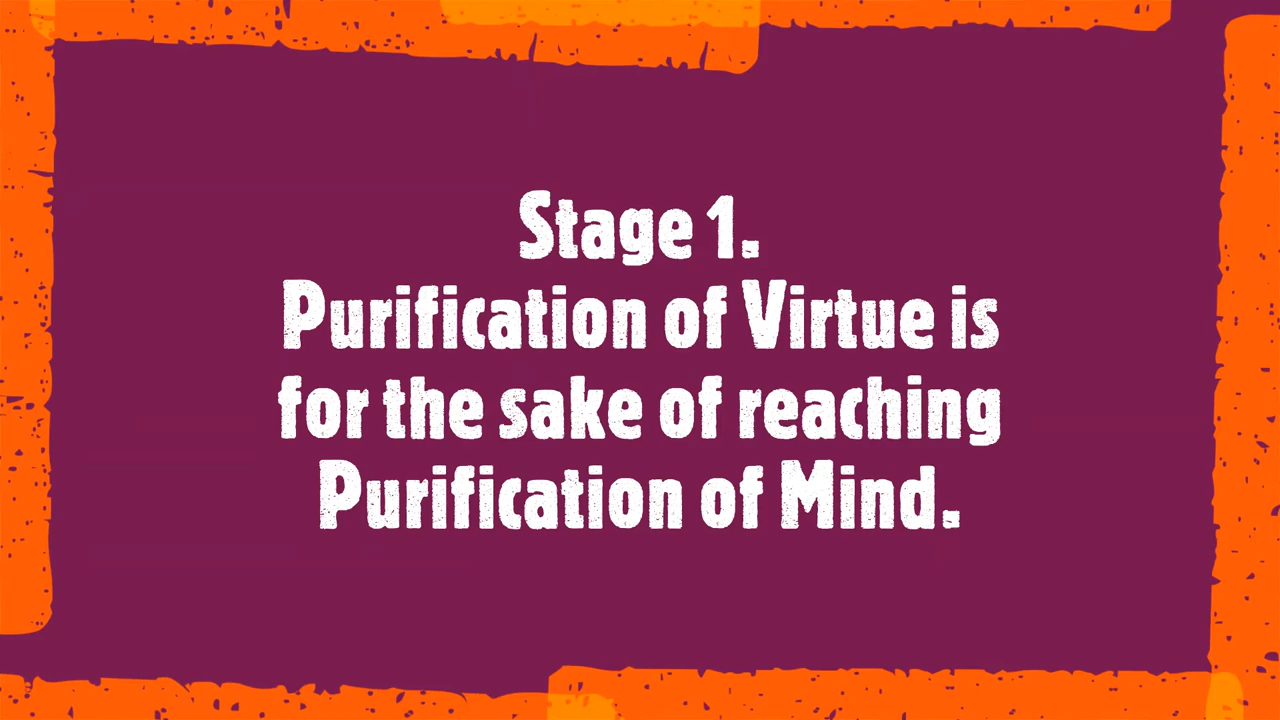 Stage 1.
Purification of Virtue is
for the sake of reaching
Purification of Mind.